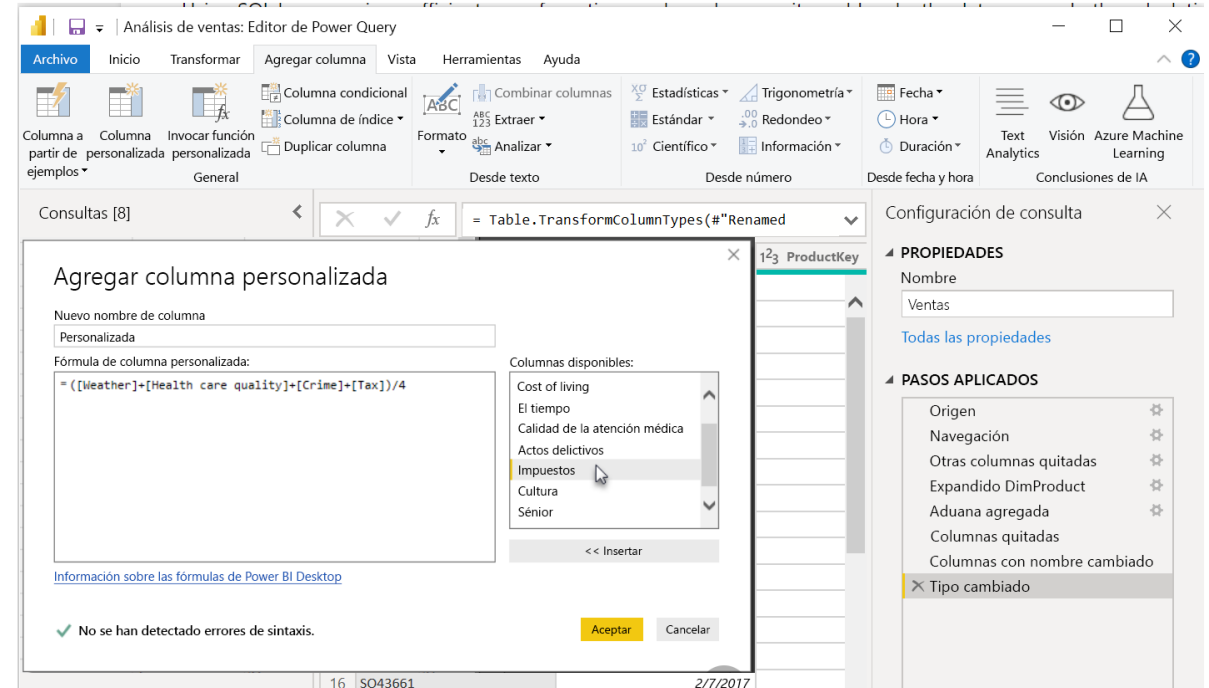 Análisis de ventas: Editor de Power Query
Archivo Inicio Transformar Agregar columna Vista Herramientas Ayuda
Columna a partir de ejemplos
Columna personalizada
Invocar función personalizada
Columna condicional
Columna de índice
Duplicar columna
General
Formato
Combinar columnas
Extraer
Analizar
Desde texto
Estadísticas
Estándar
Científico
Trigonometría
Redondeo
Información
Desde número
Fecha
Hora
Duración
Desde fecha y hora
Text Analytics
Visión
Azure Machine Learning
Conclusiones de IA
Consultas [8]
fx = Table.TransformColumnTypes(#"Renamed
123 ProductKey
Agregar columna personalizada
Nuevo nombre de columna
Personalizada
Fórmula de columna personalizada:
=([Weather]+[Health care quality]+[Crime]+[Tax])/4
Columnas disponibles:
Cost of living
El tiempo
Calidad de la atención médica
Actos delictivos
Impuestos
Cultura
Sénior
<< Insertar
Información sobre las fórmulas de Power BI Desktop
No se han detectado errores de sintaxis.
Aceptar Cancelar
16 SO43661 2/7/2017
Configuración de consulta
PROPIEDADES
Nombre
Ventas
Todas las propiedades
PASOS APLICADOS
Origen
Navegación
Otras columnas quitadas
Expandido DimProduct
Aduana agregada
Columnas quitadas
Columnas con nombre cambiado
Tipo cambiado